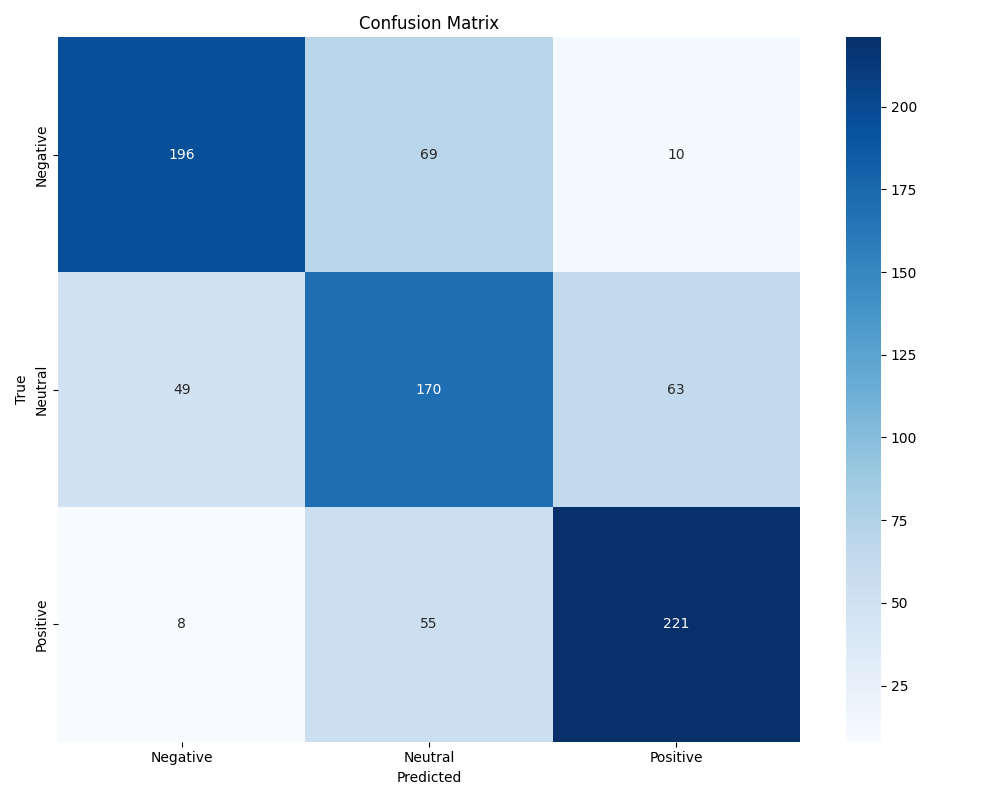 Confusion Matrix
Negative
196
69
10
200
175
150
125
100
75
50
25
True
Neutral
49
170
63
Positive
8
55
221
Negative
Neutral
Positive
Predicted